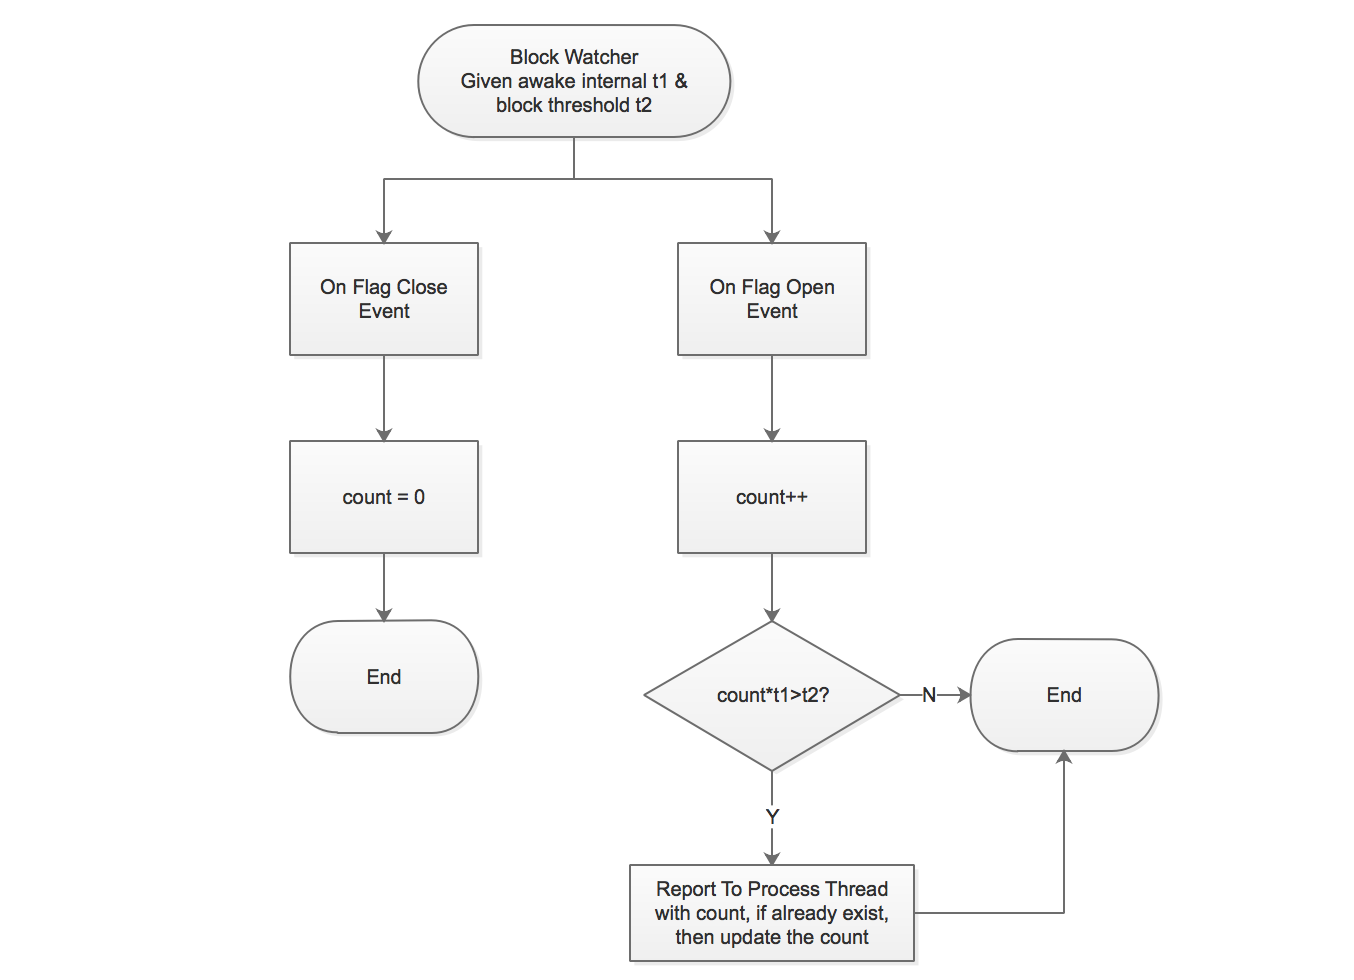 Block Watcher
Given awake internal t1 &
block threshold t2
On Flag Close
Event
On Flag Open
Event
count = 0
count++
End
count*t1>t2?
N
End
Y
Report To Process Thread
with count, if already exist,
then update the count